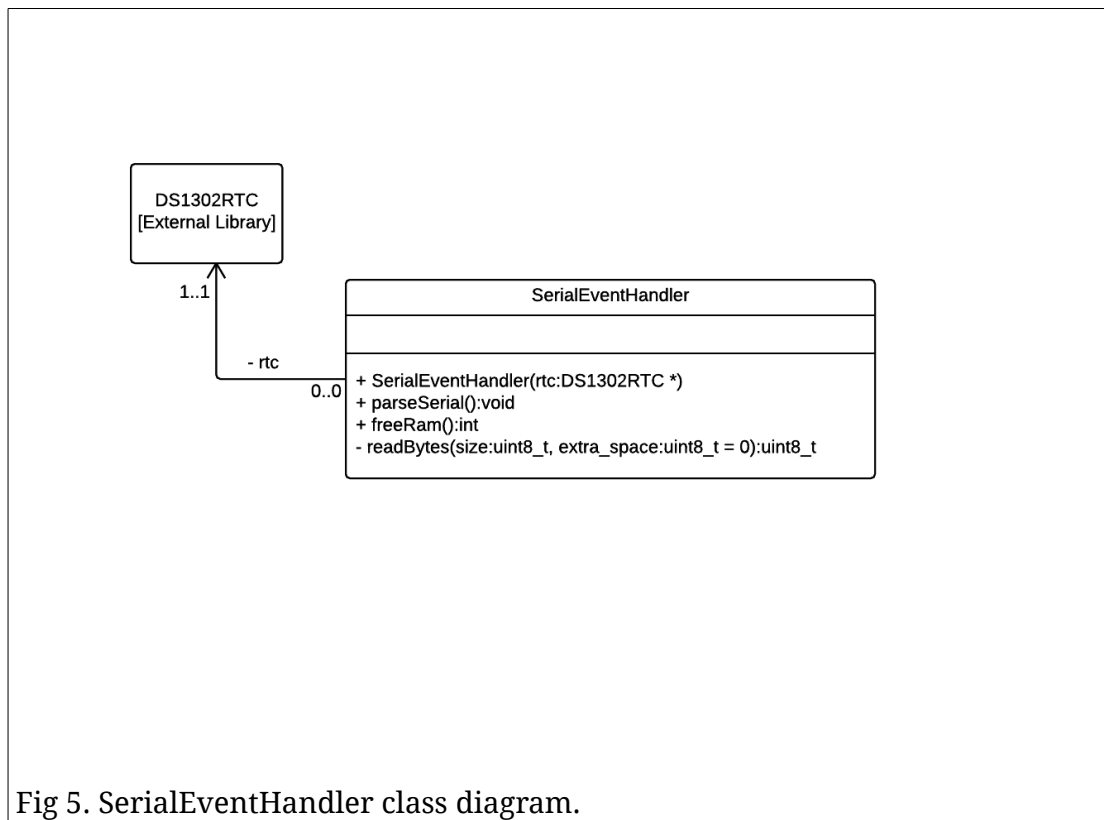 DS1302RTC
[External Library]
1..1
- rtc
0..0
SerialEventHandler
+ SerialEventHandler(rtc:DS1302RTC *)
+ parseSerial():void
+ freeRam():int
- readBytes(size:uint8_t, extra_space:uint8_t = 0):uint8_t
Fig 5. SerialEventHandler class diagram.